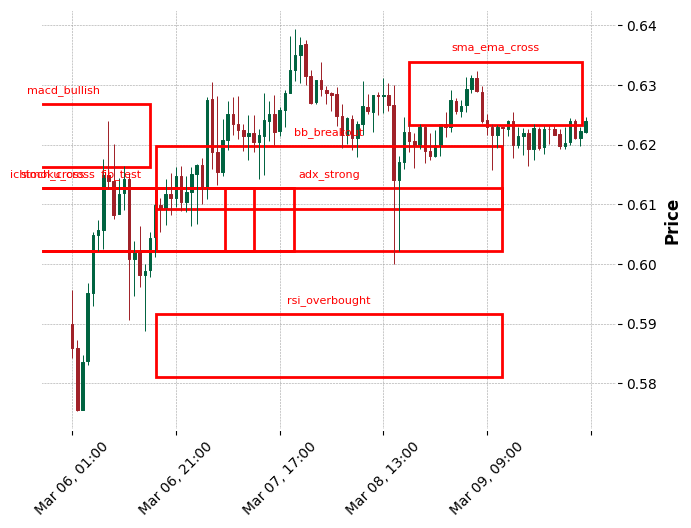 0.64
sma_ema_cross
0.63
macd_bullish
bb_breakout
0.62
fib_test
adx_strong
0.61
Price
0.60
rsi_overbought
0.59
0.58
Mar 06, 01:00
Mar 06, 21:00
Mar 07, 17:00
Mar 08, 13:00
Mar 09, 09:00